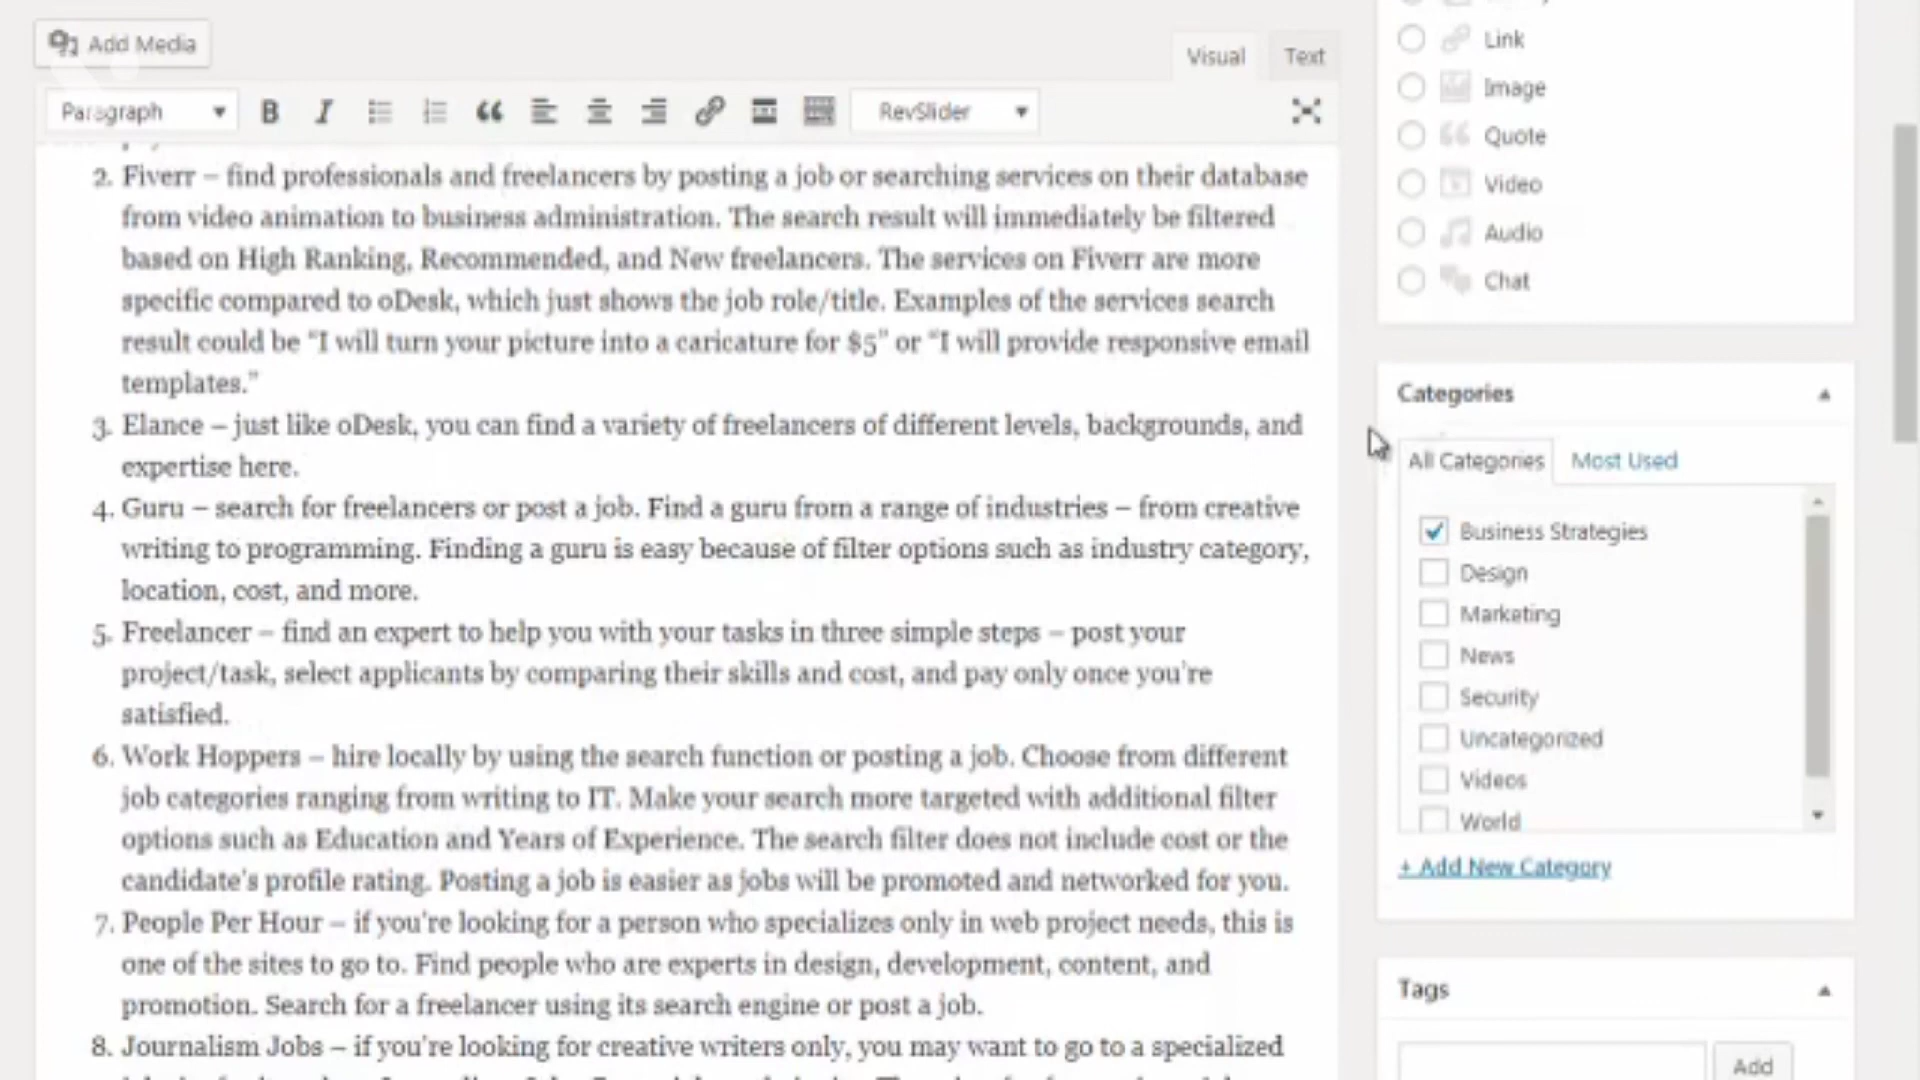 Add Media
Visual
Text
Paragraph
RevSlider
2. Fiverr – find professionals and freelancers by posting a job or searching services on their database
from video animation to business administration. The search result will immediately be filtered
based on High Ranking, Recommended, and New freelancers. The services on Fiverr are more
specific compared to oDesk, which just shows the job role/title. Examples of the services search
result could be “I will turn your picture into a caricature for $5” or “I will provide responsive email
templates.”
3. Elance – just like oDesk, you can find a variety of freelancers of different levels, backgrounds, and
expertise here.
4. Guru – search for freelancers or post a job. Find a guru from a range of industries – from creative
writing to programming. Finding a guru is easy because of filter options such as industry category,
location, cost, and more.
5. Freelancer – find an expert to help you with your tasks in three simple steps – post your
project/task, select applicants by comparing their skills and cost, and pay only once you're
satisfied.
6. Work Hoppers – hire locally by using the search function or posting a job. Choose from different
job categories ranging from writing to IT. Make your search more targeted with additional filter
options such as Education and Years of Experience. The search filter does not include cost or the
candidate's profile rating. Posting a job is easier as jobs will be promoted and networked for you.
7. People Per Hour – if you're looking for a person who specializes only in web project needs, this is
one of the sites to go to. Find people who are experts in design, development, content, and
promotion. Search for a freelancer using its search engine or post a job.
8. Journalism Jobs – if you're looking for creative writers only, you may want to go to a specialized
Link
Image
Quote
Video
Audio
Chat
Categories
All Categories
Most Used
Business Strategies
Design
Marketing
News
Security
Uncategorized
Videos
World
+ Add New Category
Tags
Add